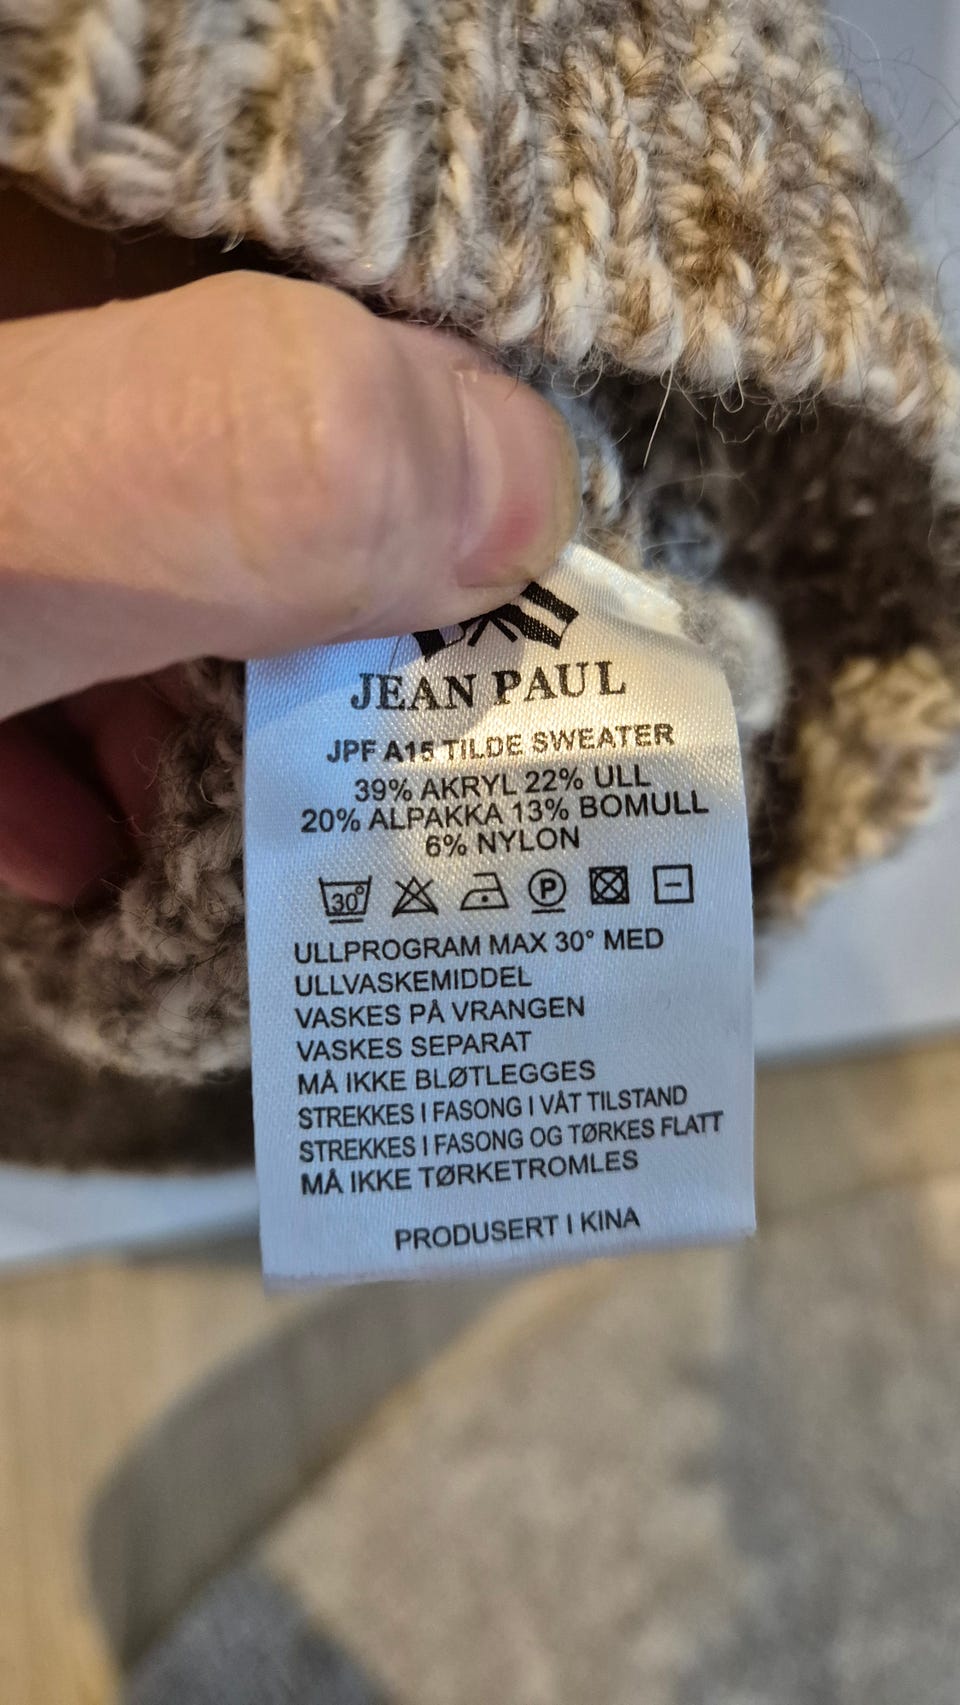 JEAN PAUL
JPF A15 TILDE SWEATER
39% AKRYL 22% ULL
20% ALPAKKA 13% BOMULL
6% NYLON
30° P
ULLPROGRAM MAX 30° MED
ULLVASKEMIDDEL
VASKES PÅ VRANGEN
VASKES SEPARAT
MÅ IKKE BLØTLEGGES
STREKKES I FASONG I VÅT TILSTAND
STREKKES I FASONG OG TØRKES FLATT
MÅ IKKE TØRKETROMLES
PRODUSERT I KINA